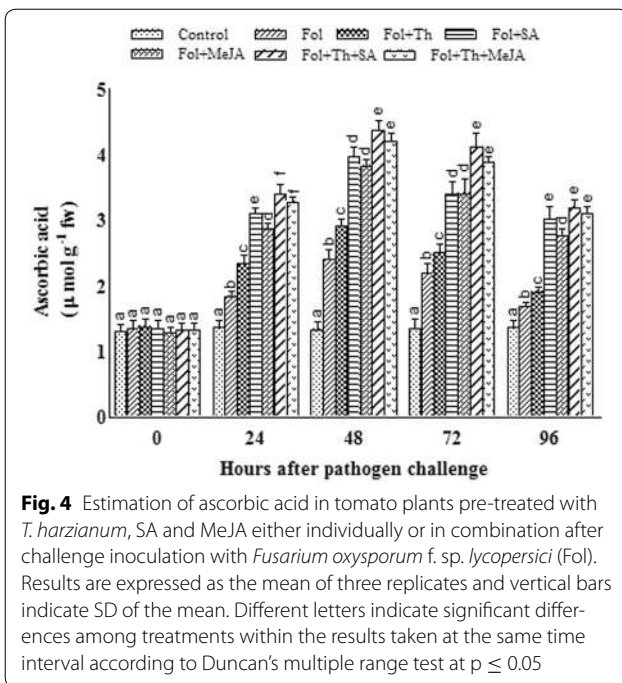 Control Fol Fol+Th Fol+SA
Fol+MeJA Fol+Th+SA Fol+Th+MeJA
5
4
3
2
1
0
Ascorbic acid
(μ mol g⁻¹ fw)
a a a a a a a
a b c e d f f
a b c d d e e
a b c d d e e
a b c e d e e
0 24 48 72 96
Hours after pathogen challenge
Fig. 4 Estimation of ascorbic acid in tomato plants pre-treated with
T. harzianum, SA and MeJA either individually or in combination after
challenge inoculation with Fusarium oxysporum f. sp. lycopersici (Fol).
Results are expressed as the mean of three replicates and vertical bars
indicate SD of the mean. Different letters indicate significant differ-
ences among treatments within the results taken at the same time
interval according to Duncan's multiple range test at p ≤ 0.05